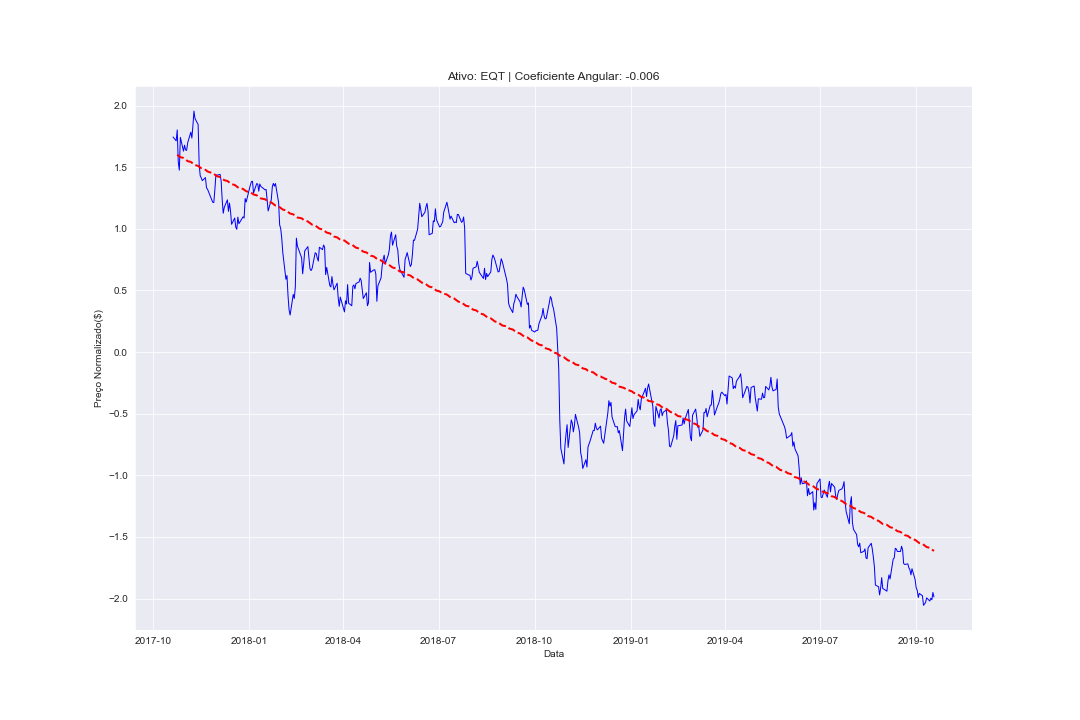 Ativo: EQT | Coeficiente Angular: -0.006
Preço Normalizado($)
2.0
1.5
1.0
0.5
0.0
−0.5
−1.0
−1.5
−2.0
2017-10 2018-01 2018-04 2018-07 2018-10 2019-01 2019-04 2019-07 2019-10
Data